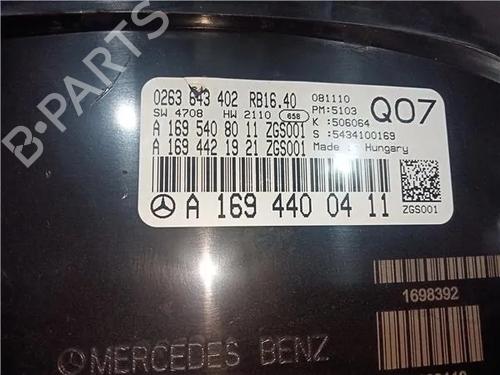 B-PARTS
0263 643 402 RB16.40
SW 4708 HW 2110 658
A 169 540 80 11 ZGS001
A 169 442 19 21 ZGS001
A 169 440 04 11
081110
PM:5103
K :506064
S :5434100169
Made in Hungary
Q07
ZGS001
1698392
MERCEDES BENZ